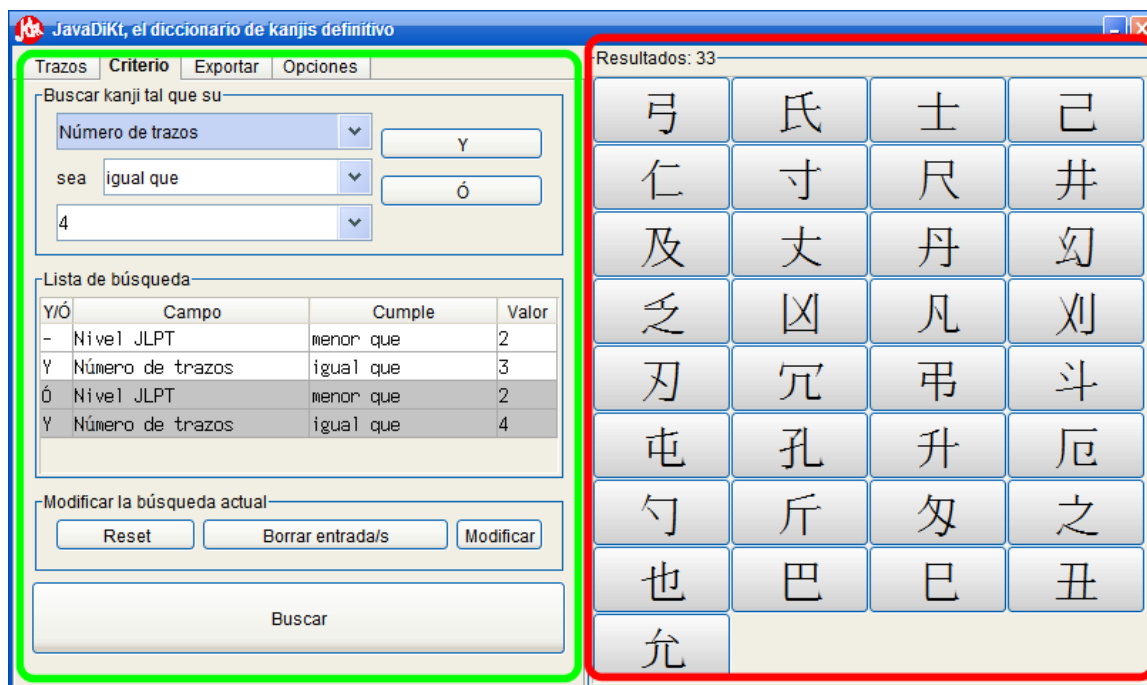 JavaDiKt, el diccionario de kanjis definitivo
Trazos Criterio Exportar Opciones
Buscar kanji tal que su
Número de trazos
Y
sea igual que
Ó
4
Lista de búsqueda
Y/Ó Campo Cumple Valor
- Nivel JLPT menor que 2
Y Número de trazos igual que 3
Ó Nivel JLPT menor que 2
Y Número de trazos igual que 4
Modificar la búsqueda actual
Reset Borrar entrada/s Modificar
Buscar
Resultados: 33
弓 氏 士 己
仁 寸 尺 井
及 丈 丹 幻
乏 凶 凡 刈
刃 冗 弔 斗
屯 孔 升 厄
勺 斤 匁 之
也 巴 巳 丑
允